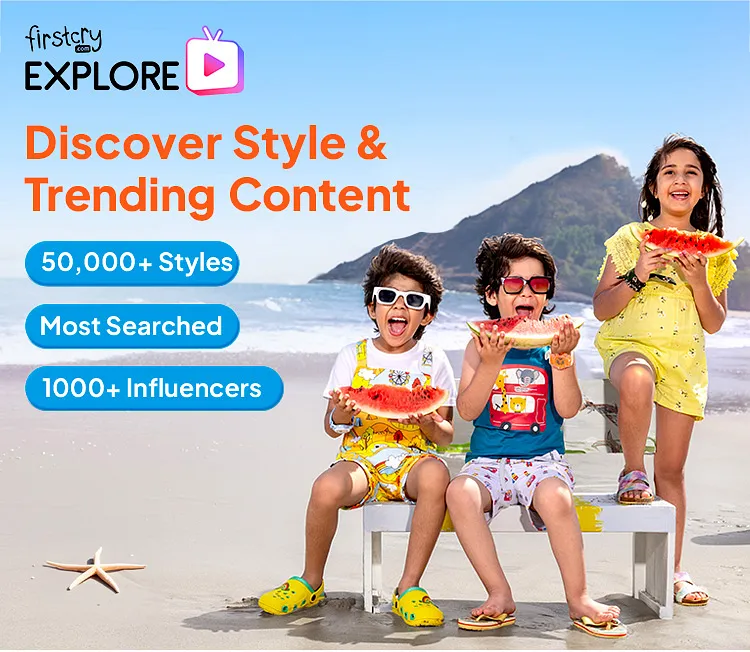 firstcry
.com
EXPLORE
Discover Style &
Trending Content
50,000+ Styles
Most Searched
1000+ Influencers